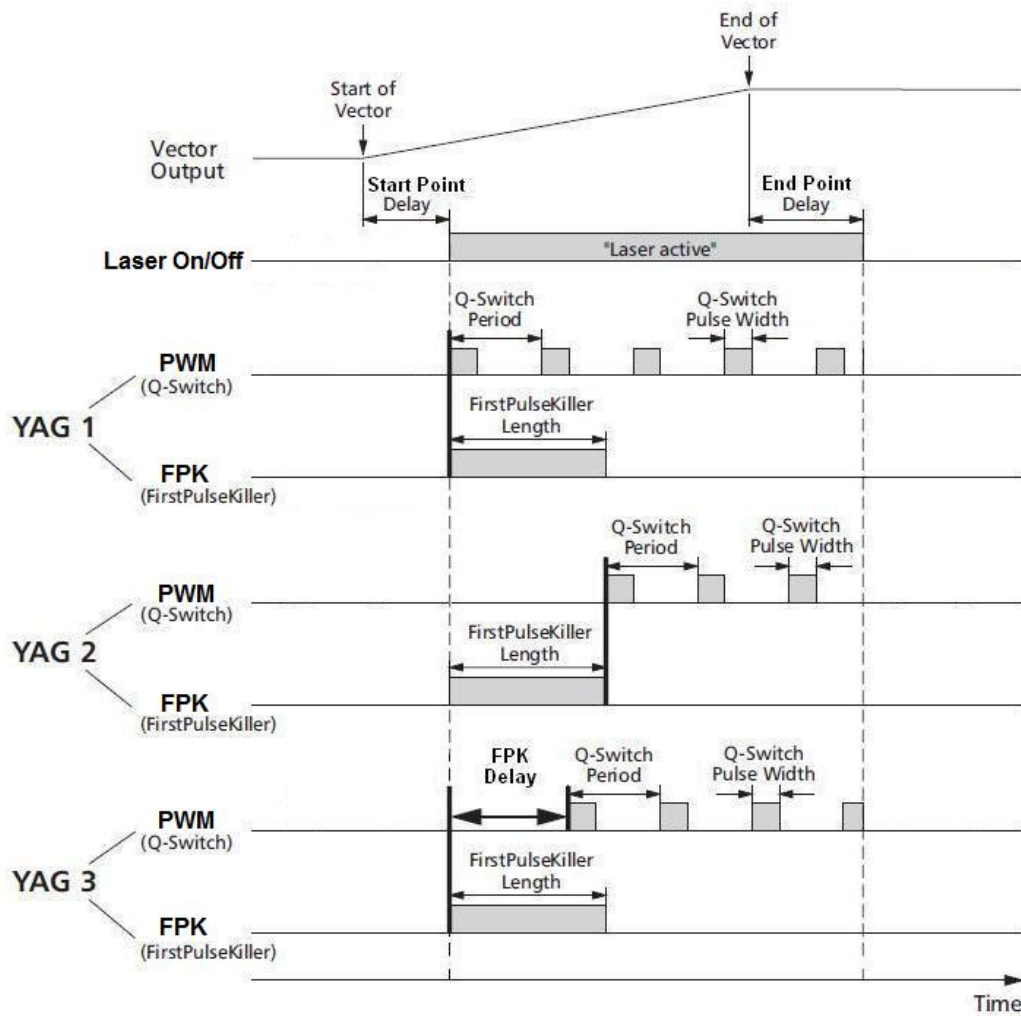 End of
Vector
Start of
Vector
Vector
Output
Start Point
Delay
End Point
Delay
Laser On/Off
"Laser active"
Q-Switch
Period
Q-Switch
Pulse Width
PWM
(Q-Switch)
YAG 1
FirstPulseKiller
Length
FPK
(FirstPulseKiller)
Q-Switch
Period
Q-Switch
Pulse Width
PWM
(Q-Switch)
YAG 2
FirstPulseKiller
Length
FPK
(FirstPulseKiller)
FPK
Delay
Q-Switch
Period
Q-Switch
Pulse Width
PWM
(Q-Switch)
YAG 3
FirstPulseKiller
Length
FPK
(FirstPulseKiller)
Time